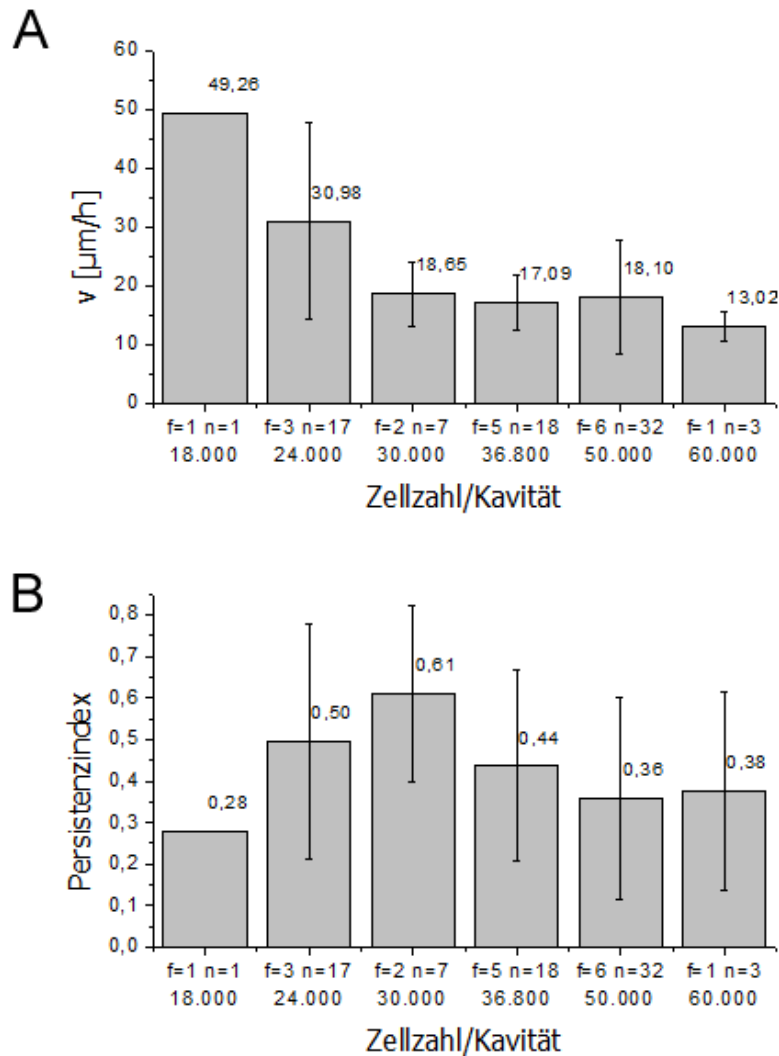 A
60
50
40
30
20
10
0
v [µm/h]
49,26
30,98
18,65
17,09
18,10
13,02
f=1 n=1 f=3 n=17 f=2 n=7 f=5 n=18 f=6 n=32 f=1 n=3
18.000 24.000 30.000 36.800 50.000 60.000
Zellzahl/Kavität
B
0,8
0,7
0,6
0,5
0,4
0,3
0,2
0,1
0,0
Persistenzindex
0,28
0,50
0,61
0,44
0,36
0,38
f=1 n=1 f=3 n=17 f=2 n=7 f=5 n=18 f=6 n=32 f=1 n=3
18.000 24.000 30.000 36.800 50.000 60.000
Zellzahl/Kavität